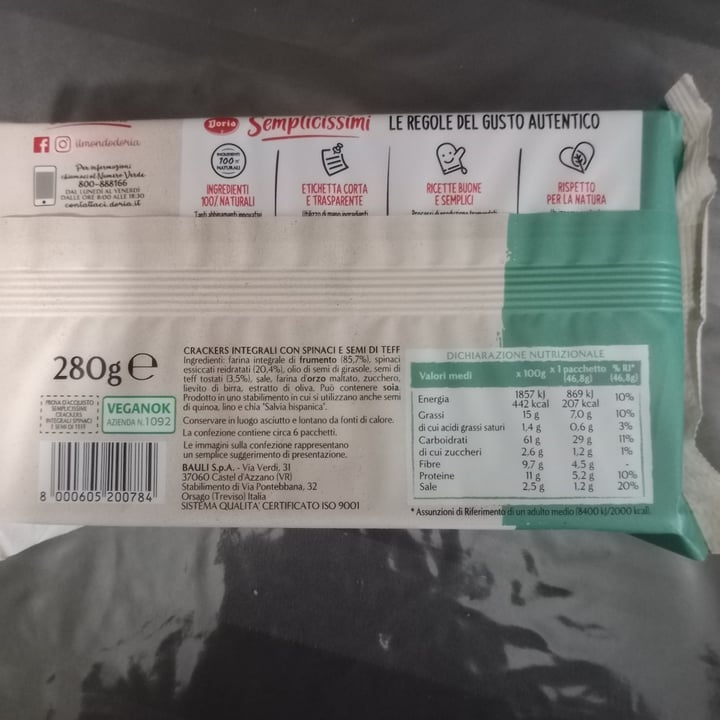 Doria Semplicissimi LE REGOLE DEL GUSTO AUTENTICO
ilmondodoria
Per informazioni
chiamaci al Numero Verde
800-888166
DAL LUNEDÌ AL VENERDÌ
DALLE ORE 8:00 ALLE 18:30
contattaci.doria.it
INGREDIENTI
100%
NATURALI
INGREDIENTI
100% NATURALI
ETICHETTA CORTA
E TRASPARENTE
RICETTE BUONE
E SEMPLICI
RISPETTO
PER LA NATURA
280g e
PROVA D'ACQUISTO
SEMPLICISSIMI
CRACKERS
INTEGRALI SPINACI
E SEMI DI TEFF
VEGANOK
AZIENDA N.1092
8 000605 200784
CRACKERS INTEGRALI CON SPINACI E SEMI DI TEFF
Ingredienti: farina integrale di frumento (85,7%), spinaci
essiccati reidratati (20,4%), olio di semi di girasole, semi di
teff tostati (3,5%), sale, farina d'orzo maltato, zucchero,
lievito di birra, estratto di oliva. Può contenere soia.
Prodotto in uno stabilimento in cui si utilizzano anche semi
di quinoa, lino e chia "Salvia hispanica".
Conservare in luogo asciutto e lontano da fonti di calore.
La confezione contiene circa 6 pacchetti.
Le immagini sulla confezione rappresentano
un semplice suggerimento di presentazione.
BAULI S.p.A. - Via Verdi, 31
37060 Castel d'Azzano (VR)
Stabilimento di Via Pontebbana, 32
Orsago (Treviso) Italia
SISTEMA QUALITA' CERTIFICATO ISO 9001
DICHIARAZIONE NUTRIZIONALE
Valori medi x 100g x 1 pacchetto (46,8g) % RI* (46,8g)
Energia 1857 kJ 869 kJ 10%
442 kcal 207 kcal
Grassi 15 g 7,0 g 10%
di cui acidi grassi saturi 1,4 g 0,6 g 3%
Carboidrati 61 g 29 g 11%
di cui zuccheri 2,6 g 1,2 g 1%
Fibre 9,7 g 4,5 g -
Proteine 11 g 5,2 g 10%
Sale 2,5 g 1,2 g 20%
* Assunzioni di Riferimento di un adulto medio (8400 kJ/2000 kcal).